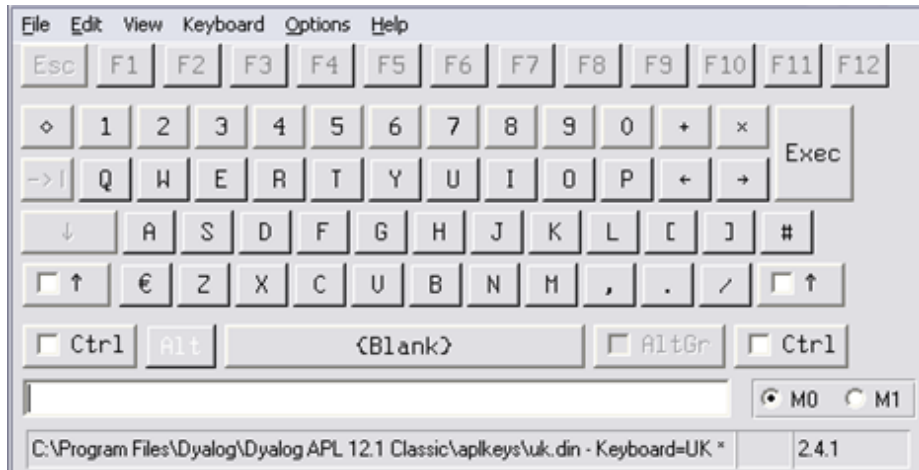 File Edit View Keyboard Options Help
Esc F1 F2 F3 F4 F5 F6 F7 F8 F9 F10 F11 F12
⋄ 1 2 3 4 5 6 7 8 9 0 + ×
Exec
->| Q W E R T Y U I O P ← →
↓ A S D F G H J K L [ ] #
↑ € Z X C V B N M , . / ↑
Ctrl Alt {Blank} AltGr Ctrl
M0 M1
C:\Program Files\Dyalog\Dyalog APL 12.1 Classic\aplkeys\uk.din - Keyboard=UK * 2.4.1